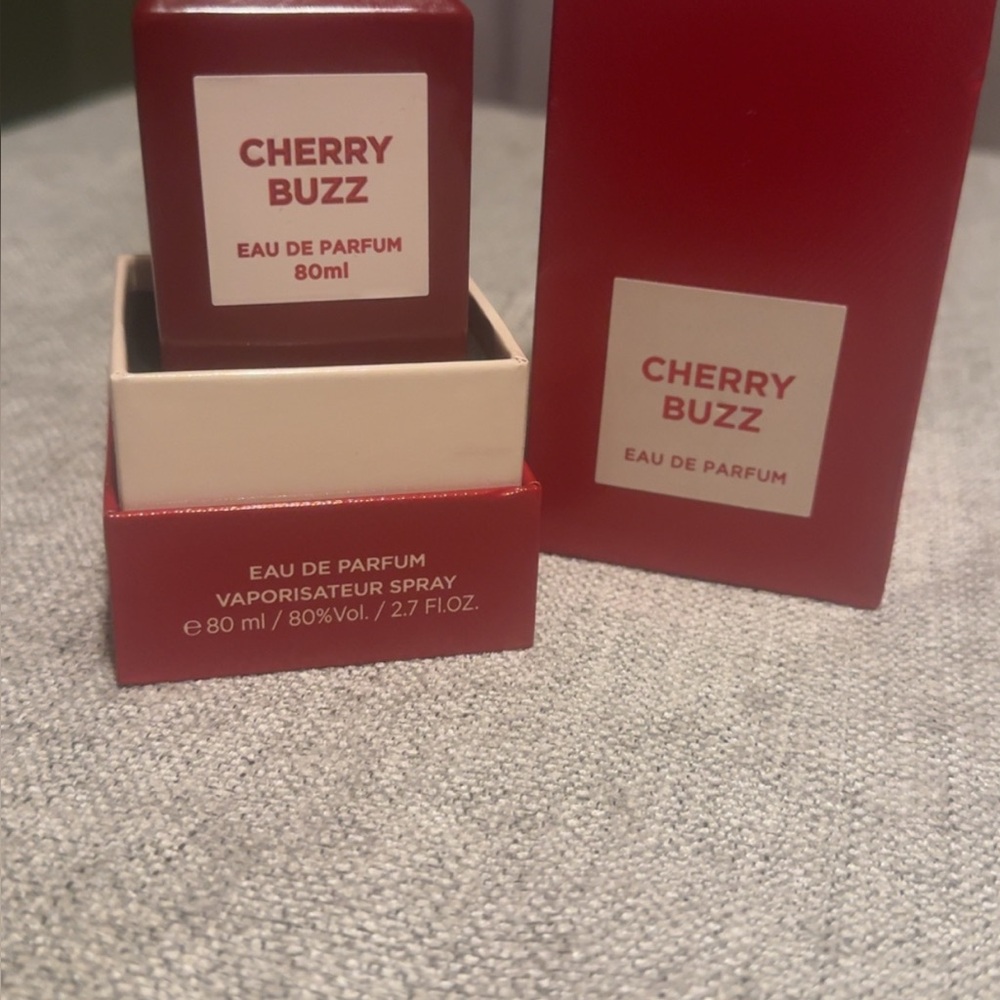 CHERRY
BUZZ
EAU DE PARFUM
80ml
EAU DE PARFUM
VAPORISATEUR SPRAY
℮ 80 ml / 80%Vol. / 2.7 Fl.OZ.
CHERRY
BUZZ
EAU DE PARFUM